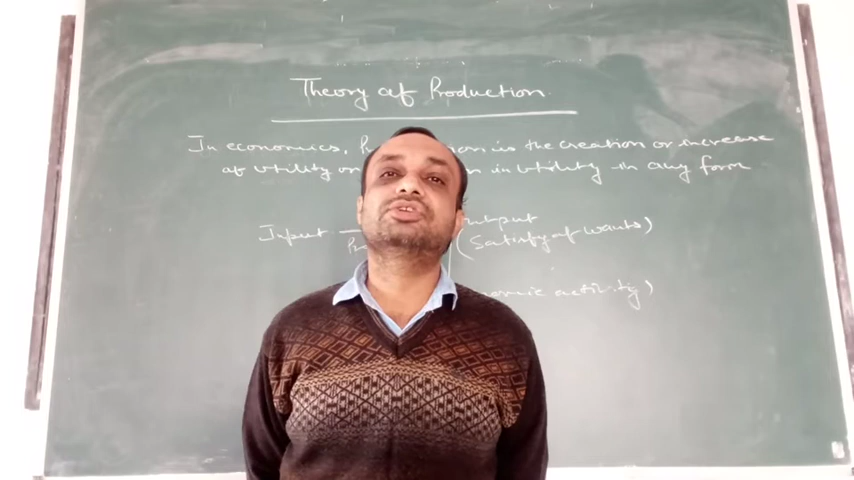 Theory of Production
In economics, is the creation or increase
of utility or in utility in any form
Input output
(Satisfy of wants)
economic activity)